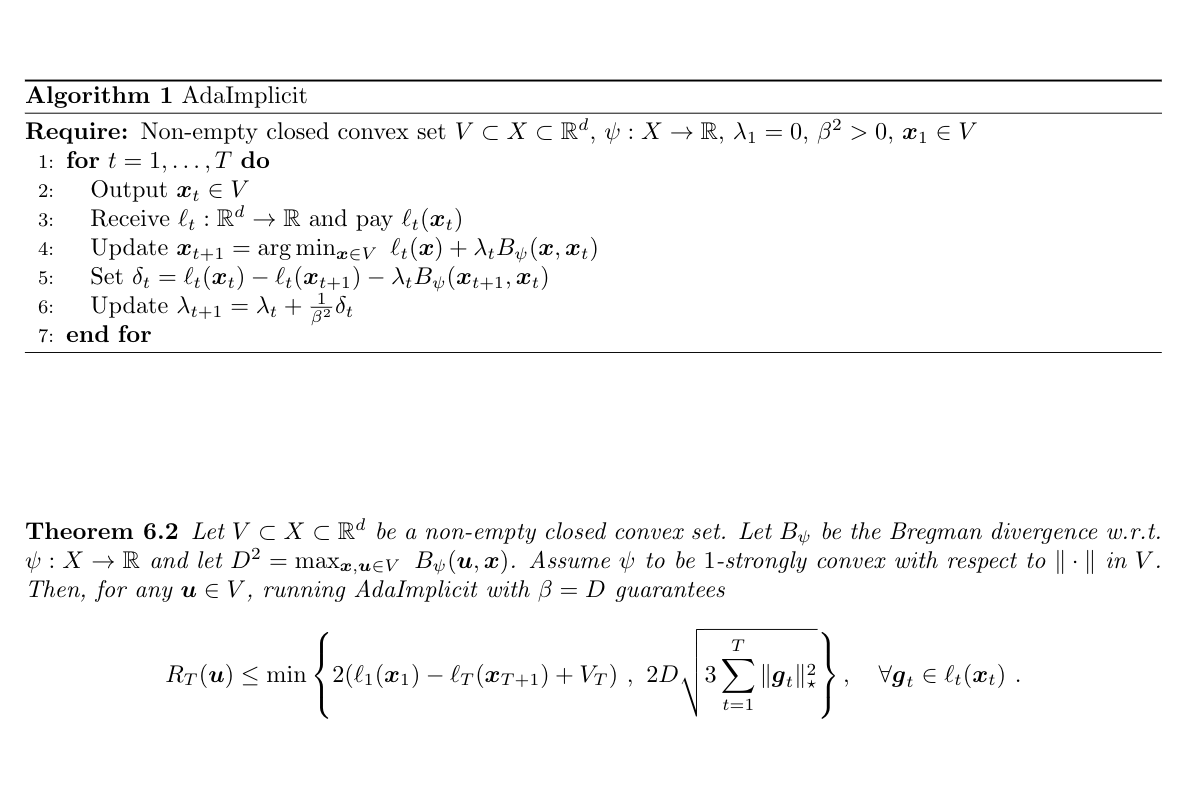 Algorithm 1 AdaImplicit
Require: Non-empty closed convex set $V \subset X \subset \mathbb{R}^d$, $\psi : X \to \mathbb{R}$, $\lambda_1 = 0$, $\beta^2 > 0$, $\boldsymbol{x}_1 \in V$
1: for $t = 1, \ldots, T$ do
2: Output $\boldsymbol{x}_t \in V$
3: Receive $\ell_t : \mathbb{R}^d \to \mathbb{R}$ and pay $\ell_t(\boldsymbol{x}_t)$
4: Update $\boldsymbol{x}_{t+1} = \arg\min_{\boldsymbol{x} \in V} \ \ell_t(\boldsymbol{x}) + \lambda_t B_\psi(\boldsymbol{x}, \boldsymbol{x}_t)$
5: Set $\delta_t = \ell_t(\boldsymbol{x}_t) - \ell_t(\boldsymbol{x}_{t+1}) - \lambda_t B_\psi(\boldsymbol{x}_{t+1}, \boldsymbol{x}_t)$
6: Update $\lambda_{t+1} = \lambda_t + \frac{1}{\beta^2} \delta_t$
7: end for
Theorem 6.2 Let $V \subset X \subset \mathbb{R}^d$ be a non-empty closed convex set. Let $B_\psi$ be the Bregman divergence w.r.t.
$\psi : X \to \mathbb{R}$ and let $D^2 = \max_{\boldsymbol{x}, \boldsymbol{u} \in V} \ B_\psi(\boldsymbol{u}, \boldsymbol{x})$. Assume $\psi$ to be 1-strongly convex with respect to $\|\cdot\|$ in $V$.
Then, for any $\boldsymbol{u} \in V$, running AdaImplicit with $\beta = D$ guarantees
$R_T(\boldsymbol{u}) \le \min \left\{ 2(\ell_1(\boldsymbol{x}_1) - \ell_T(\boldsymbol{x}_{T+1}) + V_T) \ , \ 2D \sqrt{3 \sum_{t=1}^{T} \|\boldsymbol{g}_t\|_\star^2} \right\} , \quad \forall \boldsymbol{g}_t \in \ell_t(\boldsymbol{x}_t) \ .$